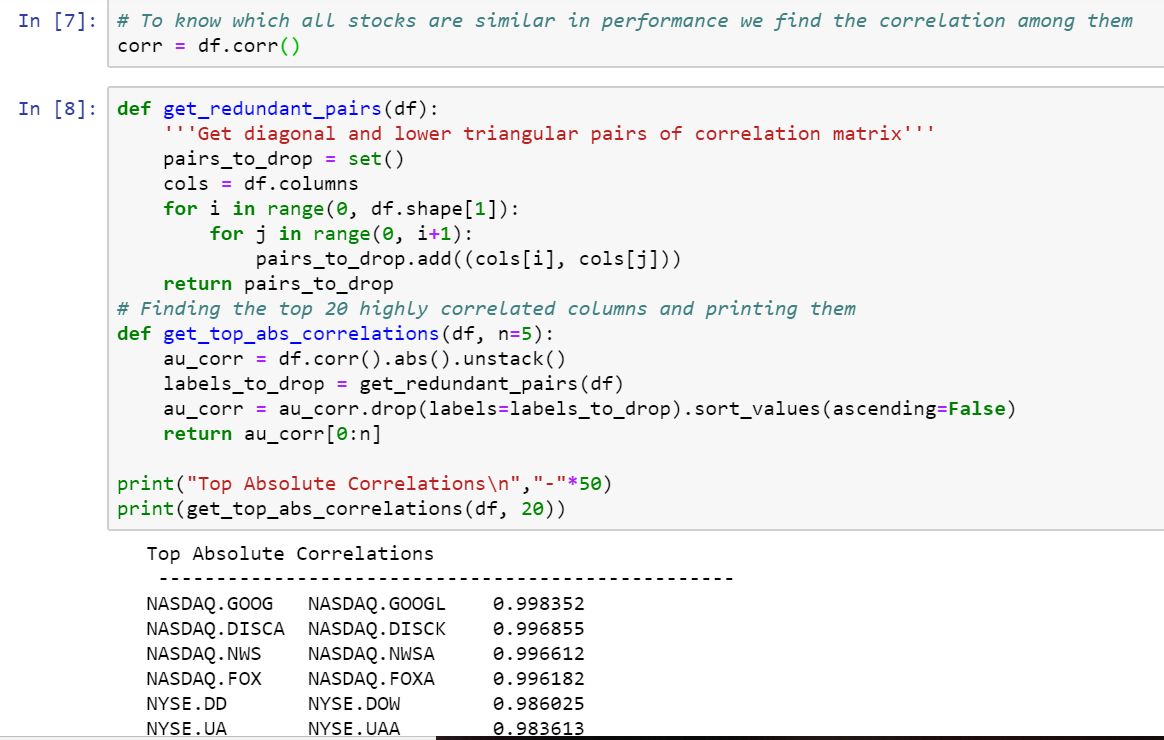 In [7]: # To know which all stocks are similar in performance we find the correlation among them
corr = df.corr()
In [8]: def get_redundant_pairs(df):
    '''Get diagonal and lower triangular pairs of correlation matrix'''
    pairs_to_drop = set()
    cols = df.columns
    for i in range(0, df.shape[1]):
        for j in range(0, i+1):
            pairs_to_drop.add((cols[i], cols[j]))
    return pairs_to_drop
# Finding the top 20 highly correlated columns and printing them
def get_top_abs_correlations(df, n=5):
    au_corr = df.corr().abs().unstack()
    labels_to_drop = get_redundant_pairs(df)
    au_corr = au_corr.drop(labels=labels_to_drop).sort_values(ascending=False)
    return au_corr[0:n]
print("Top Absolute Correlations\n","-"*50)
print(get_top_abs_correlations(df, 20))
Top Absolute Correlations
 --------------------------------------------------
NASDAQ.GOOG   NASDAQ.GOOGL    0.998352
NASDAQ.DISCA  NASDAQ.DISCK    0.996855
NASDAQ.NWS    NASDAQ.NWSA     0.996612
NASDAQ.FOX    NASDAQ.FOXA     0.996182
NYSE.DD       NYSE.DOW        0.986025
NYSE.UA       NYSE.UAA        0.983613